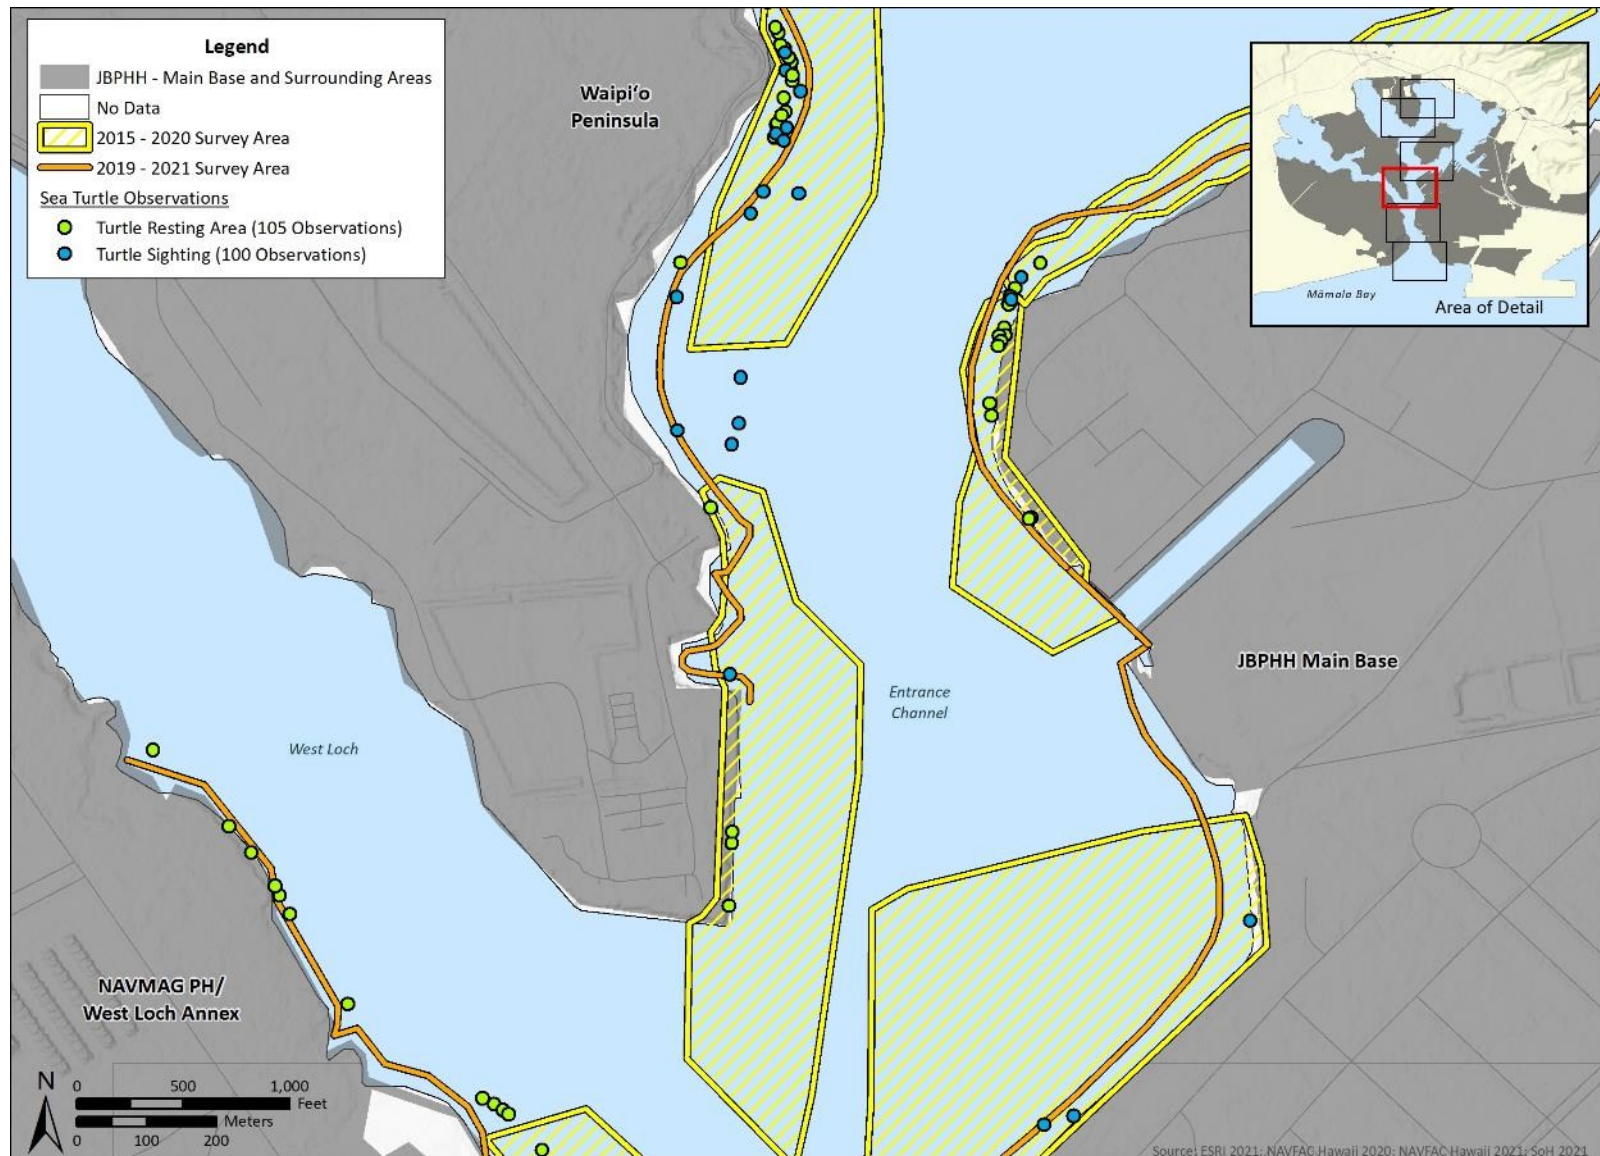 Legend
JBPHH - Main Base and Surrounding Areas
No Data
2015 - 2020 Survey Area
2019 - 2021 Survey Area
Sea Turtle Observations
Turtle Resting Area (105 Observations)
Turtle Sighting (100 Observations)
Waipiʻo
Peninsula
Māmala Bay
Area of Detail
JBPHH Main Base
Entrance
Channel
West Loch
NAVMAG PH/
West Loch Annex
N
0 500 1,000
Feet
Meters
0 100 200
Source: ESRI 2021; NAVFAC Hawaii 2020; NAVFAC Hawaii 2021; SoH 2021